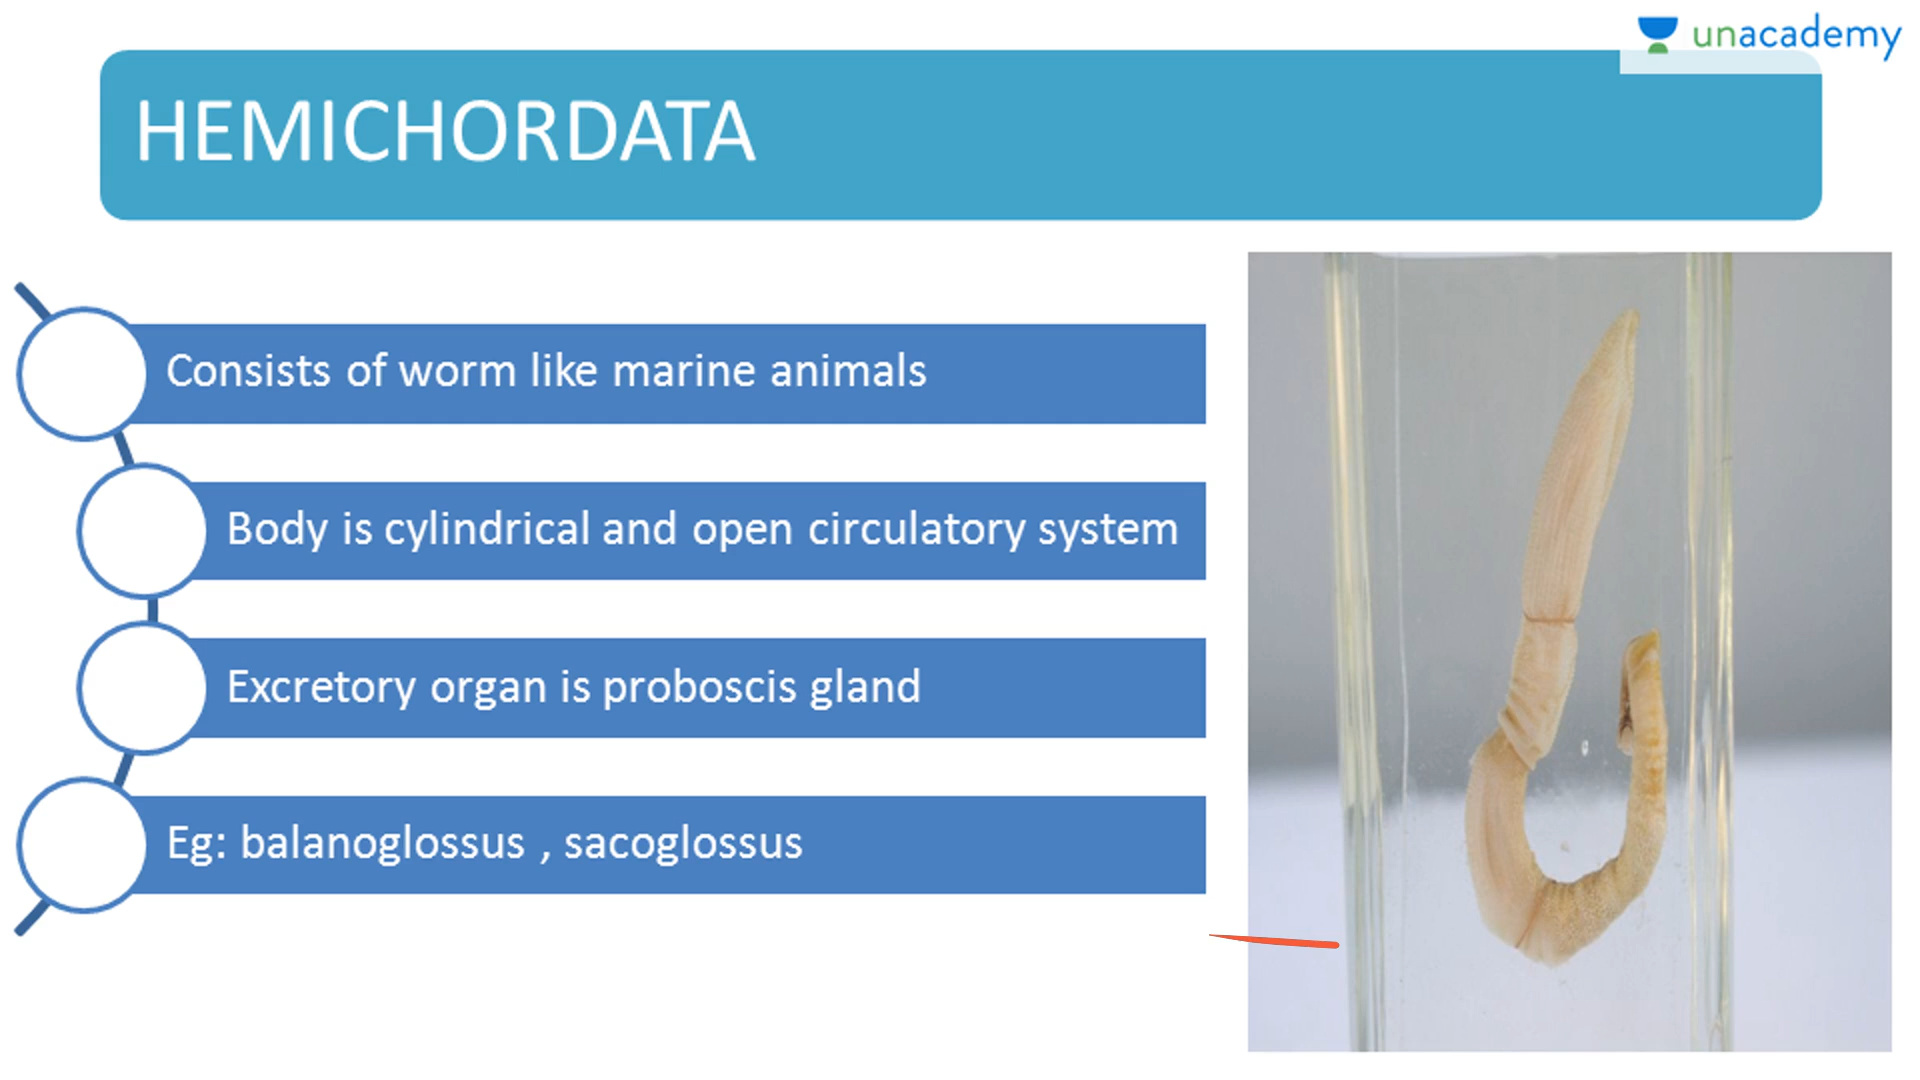 unacademy
HEMICHORDATA
Consists of worm like marine animals
Body is cylindrical and open circulatory system
Excretory organ is proboscis gland
Eg: balanoglossus , sacoglossus